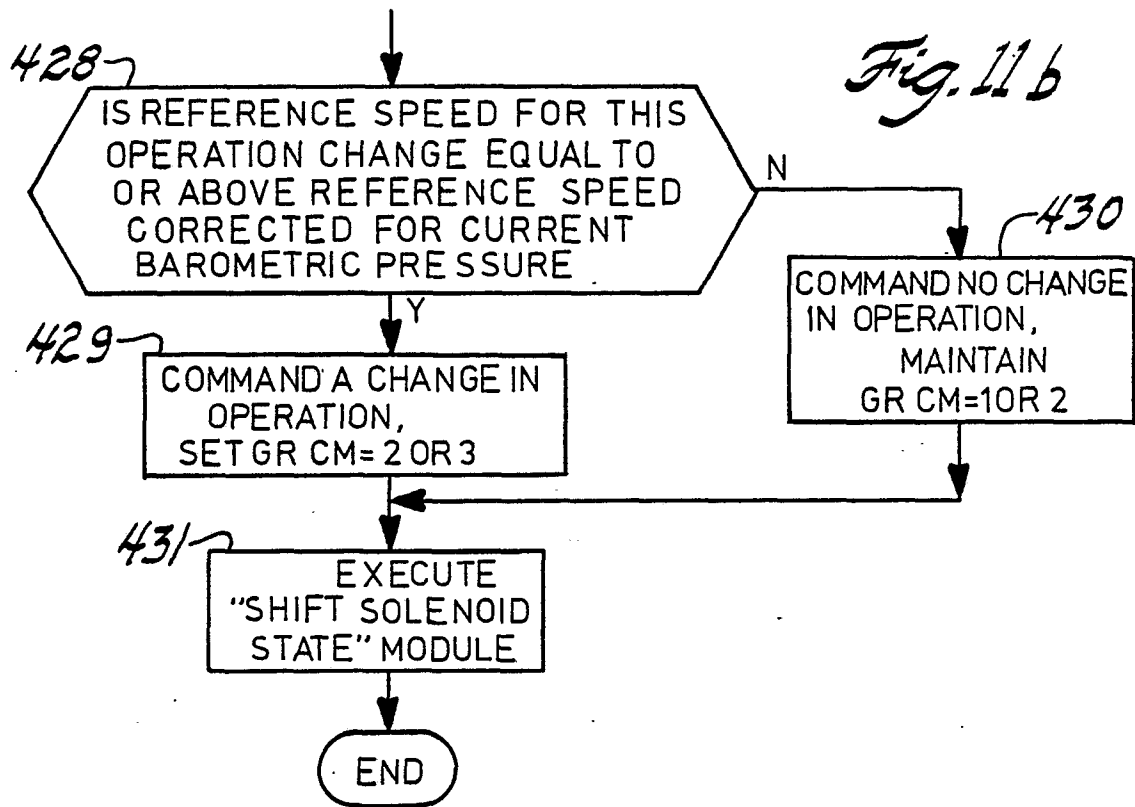 Fig. 11 b
428
IS REFERENCE SPEED FOR THIS
OPERATION CHANGE EQUAL TO
OR ABOVE REFERENCE SPEED
CORRECTED FOR CURRENT
BAROMETRIC PRESSURE
N
430
COMMAND NO CHANGE
IN OPERATION,
MAINTAIN
GR CM=1 OR 2
Y
429
COMMAND A CHANGE IN
OPERATION,
SET GR CM= 2 OR 3
431
EXECUTE
"SHIFT SOLENOID
STATE" MODULE
END